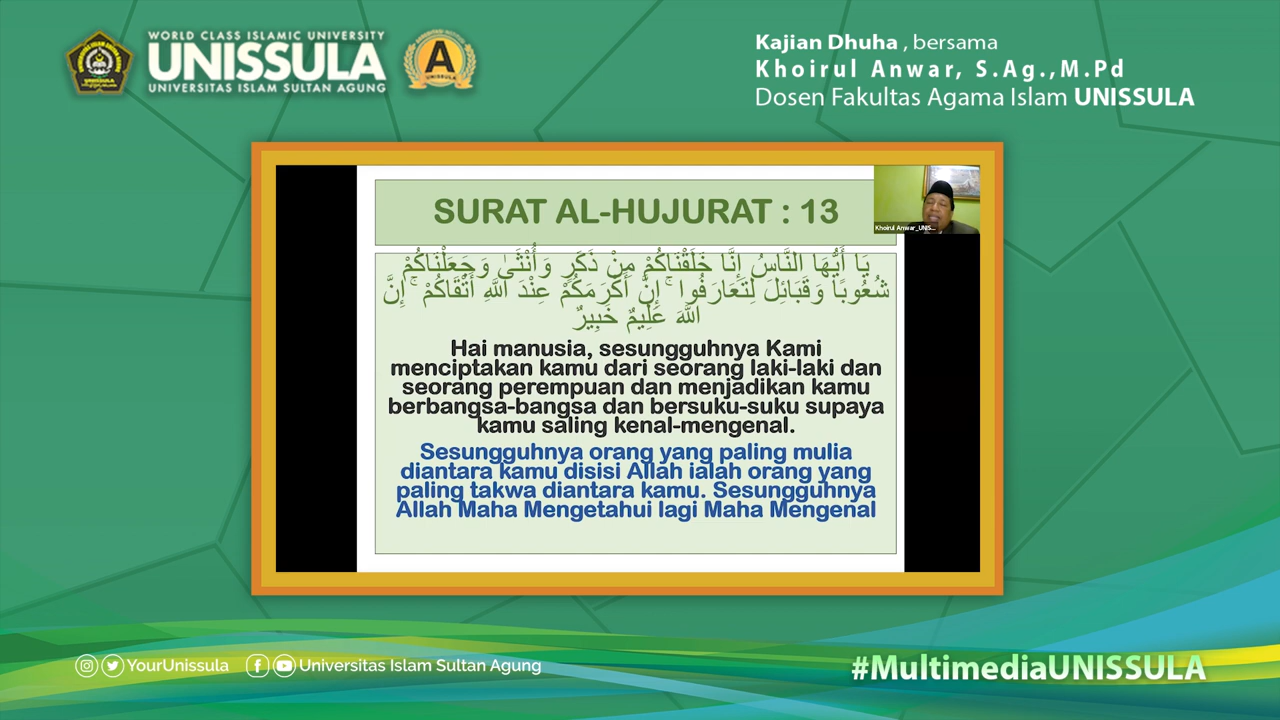 WORLD CLASS ISLAMIC UNIVERSITY
UNISSULA
UNIVERSITAS ISLAM SULTAN AGUNG
UNISSULA
Kajian Dhuha , bersama
Khoirul Anwar, S.Ag.,M.Pd
Dosen Fakultas Agama Islam UNISSULA
SURAT AL-HUJURAT : 13
Khoirul Anwar_UNIS...
يَا أَيُّهَا النَّاسُ إِنَّا خَلَقْنَاكُمْ مِنْ ذَكَرٍ وَأُنْثَىٰ وَجَعَلْنَاكُمْ
شُعُوبًا وَقَبَائِلَ لِتَعَارَفُوا ۚ إِنَّ أَكْرَمَكُمْ عِنْدَ اللَّهِ أَتْقَاكُمْ ۚ إِنَّ
اللَّهَ عَلِيمٌ خَبِيرٌ
Hai manusia, sesungguhnya Kami
menciptakan kamu dari seorang laki-laki dan
seorang perempuan dan menjadikan kamu
berbangsa-bangsa dan bersuku-suku supaya
kamu saling kenal-mengenal.
Sesungguhnya orang yang paling mulia
diantara kamu disisi Allah ialah orang yang
paling takwa diantara kamu. Sesungguhnya
Allah Maha Mengetahui lagi Maha Mengenal
YourUnissula
Universitas Islam Sultan Agung
#MultimediaUNISSULA